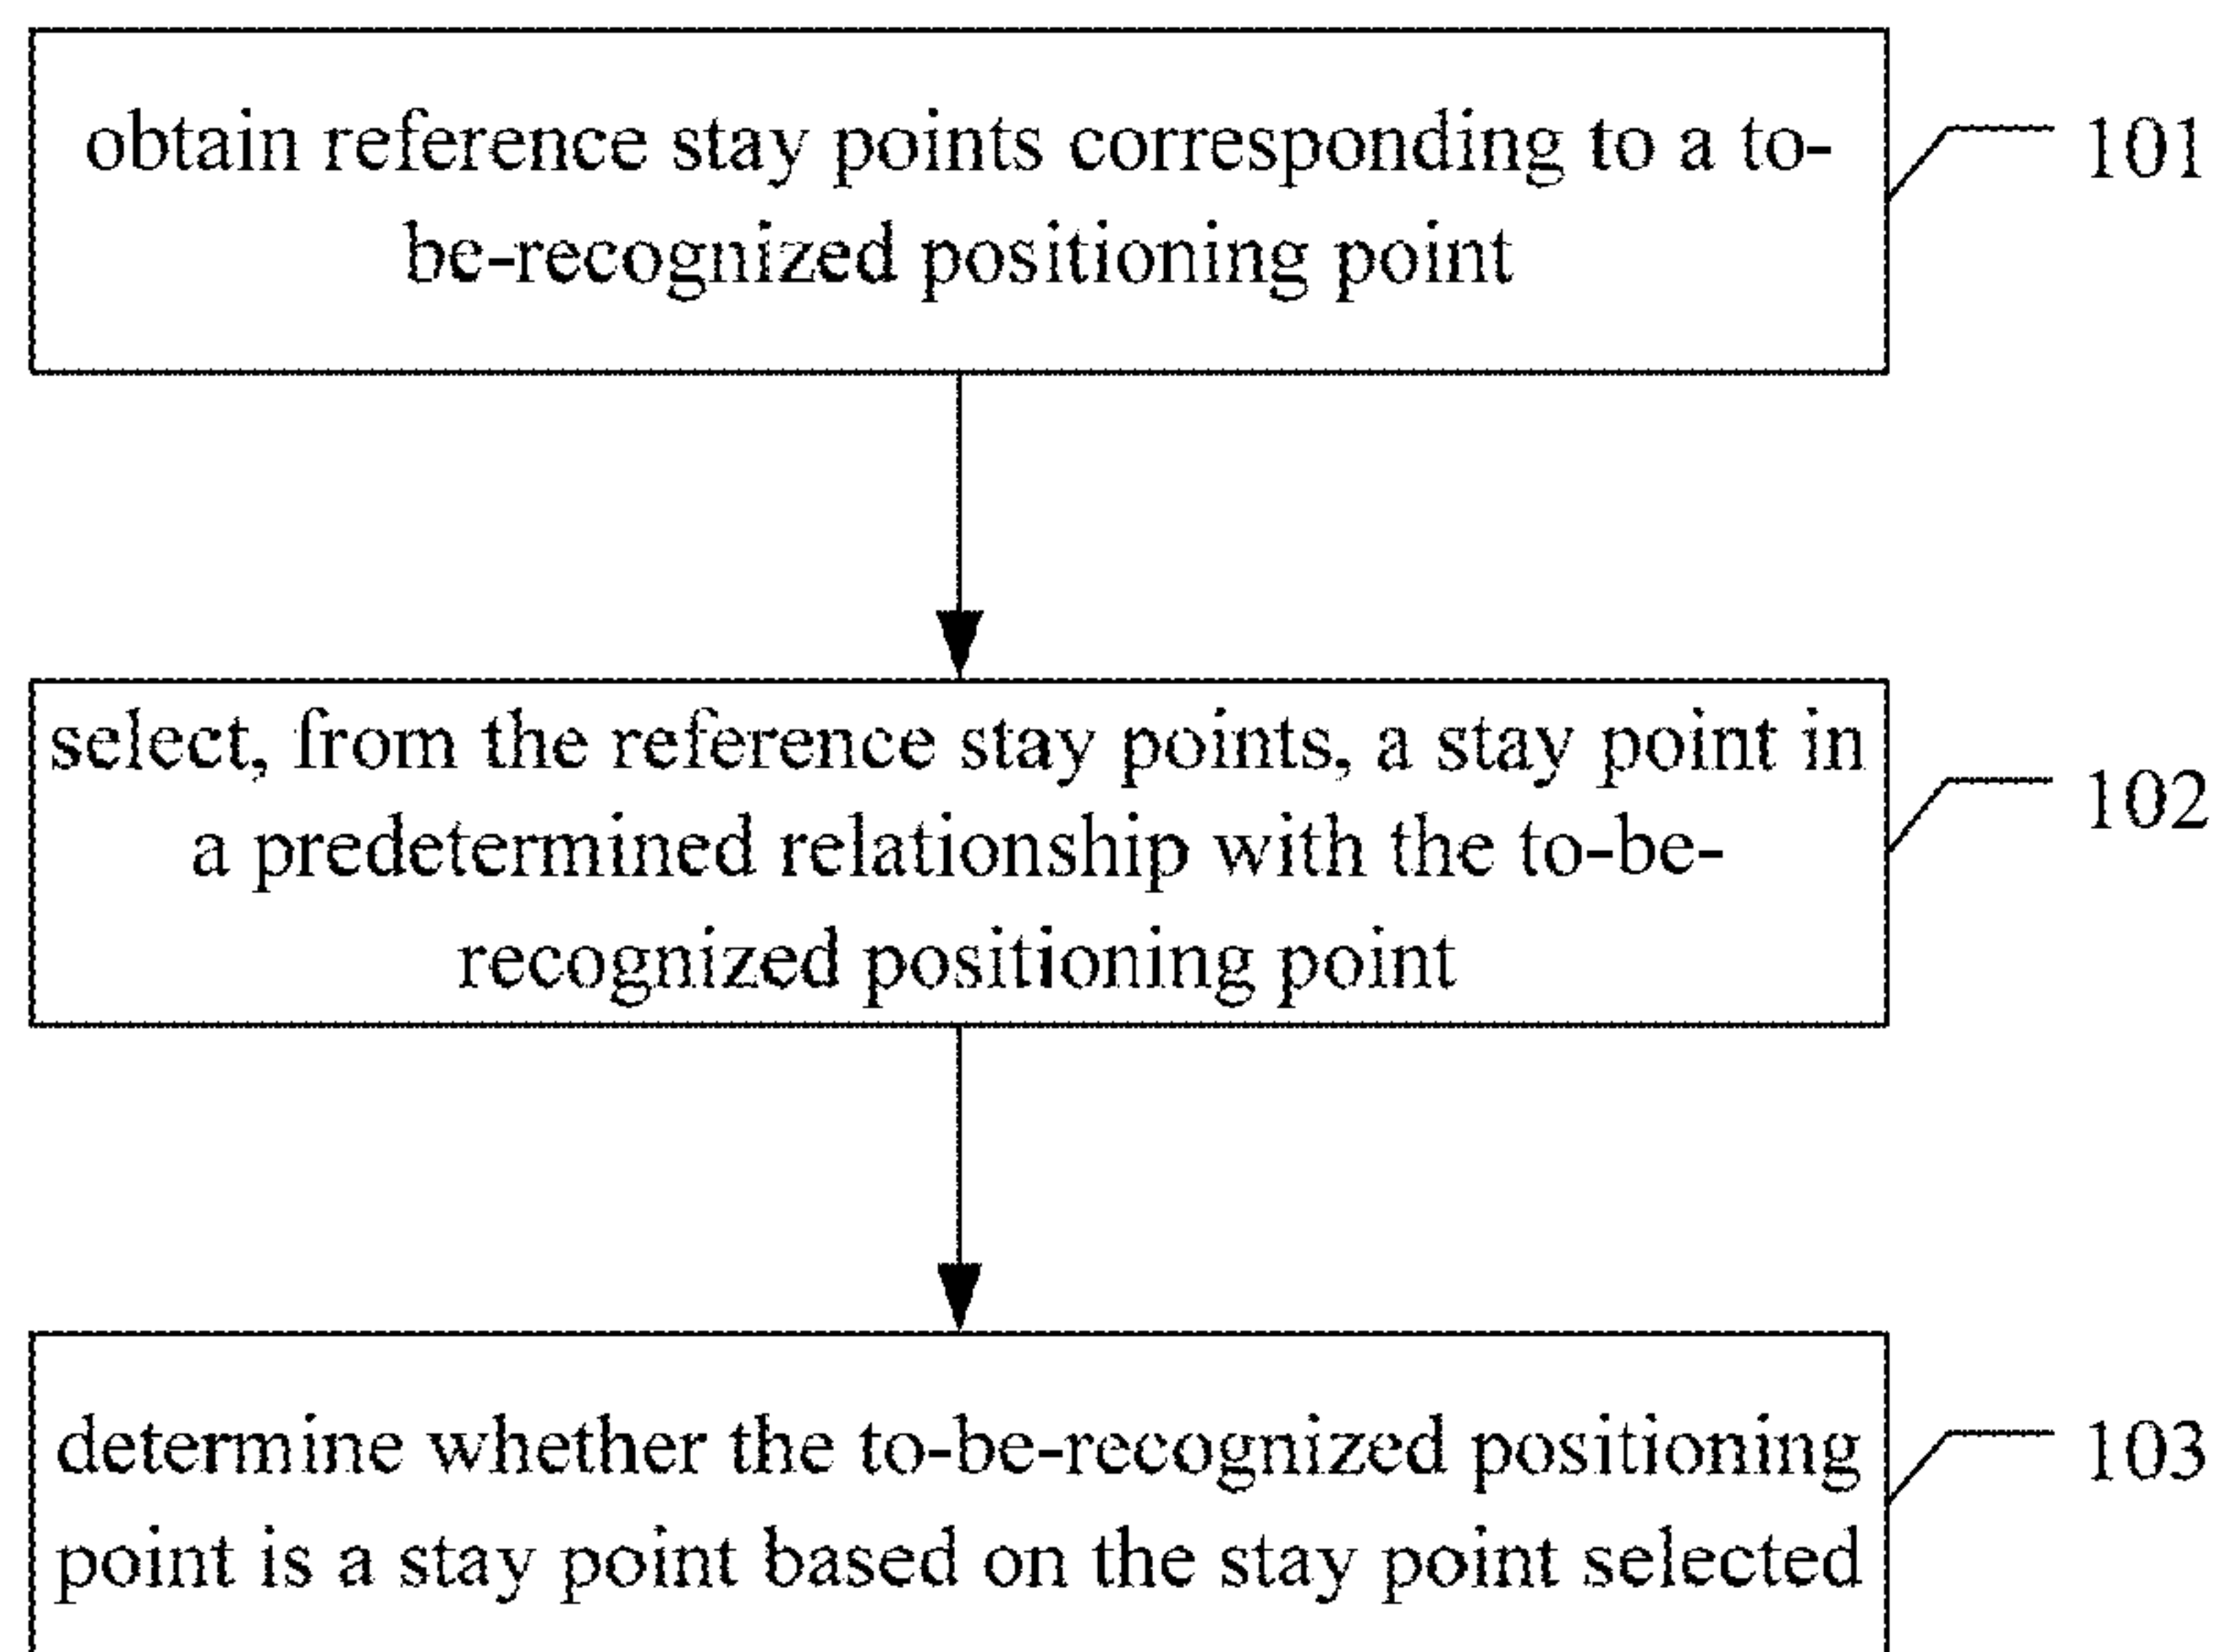 obtain reference stay points corresponding to a to-
be-recognized positioning point
101
select, from the reference stay points, a stay point in
a predetermined relationship with the to-be-
recognized positioning point
102
determine whether the to-be-recognized positioning
point is a stay point based on the stay point selected
103